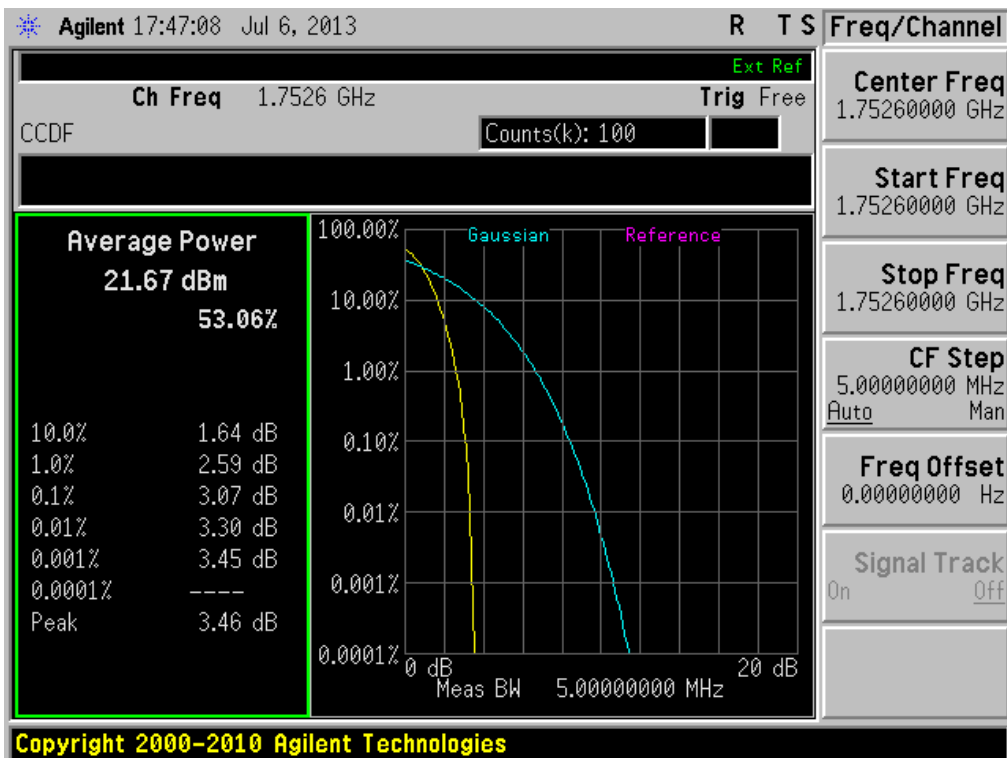 Agilent 17:47:08 Jul 6, 2013 R T S
Ext Ref
Ch Freq 1.7526 GHz Trig Free
CCDF Counts(k): 100
Average Power
21.67 dBm
53.06%
10.0% 1.64 dB
1.0% 2.59 dB
0.1% 3.07 dB
0.01% 3.30 dB
0.001% 3.45 dB
0.0001% ----
Peak 3.46 dB
Gaussian Reference
100.00%
10.00%
1.00%
0.10%
0.01%
0.001%
0.0001%
0 dB 20 dB
Meas BW 5.00000000 MHz
Freq/Channel
Center Freq
1.75260000 GHz
Start Freq
1.75260000 GHz
Stop Freq
1.75260000 GHz
CF Step
5.00000000 MHz
Auto Man
Freq Offset
0.00000000 Hz
Signal Track
On Off
Copyright 2000-2010 Agilent Technologies